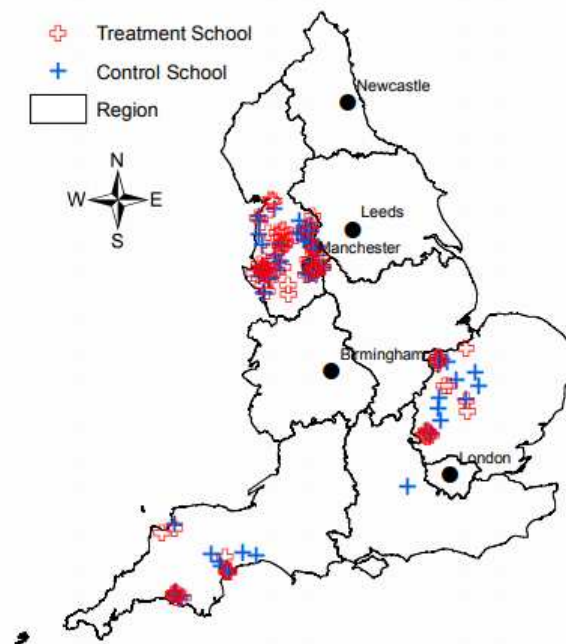 Treatment School
Control School
Region
N
W E
S
Newcastle
Leeds
Manchester
Birmingham
London